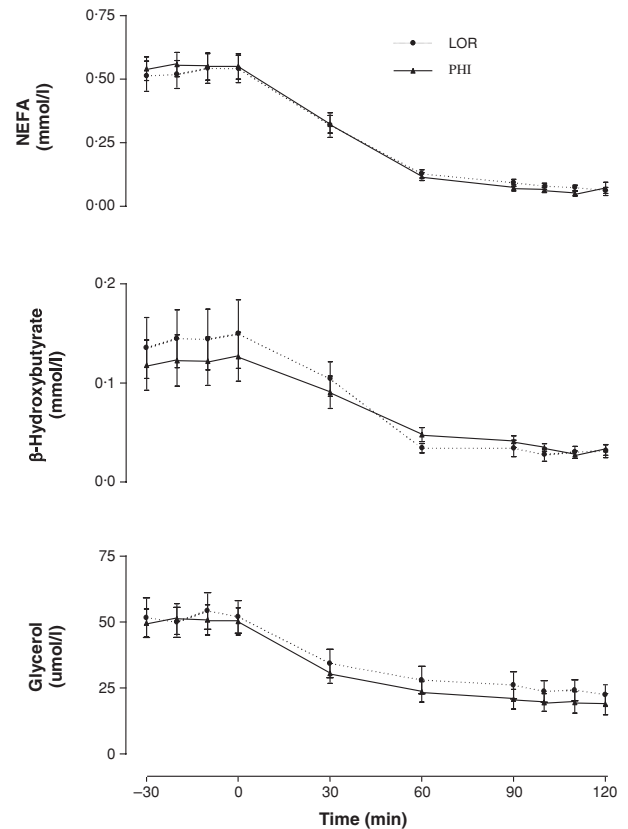 0·75
LOR
PHI
0·50
NEFA
(mmol/l)
0·25
0·00
0·2
β-Hydroxybutyrate
(mmol/l)
0·1
0·0
75
50
Glycerol
(umol/l)
25
0
–30
0
30
60
90
120
Time (min)